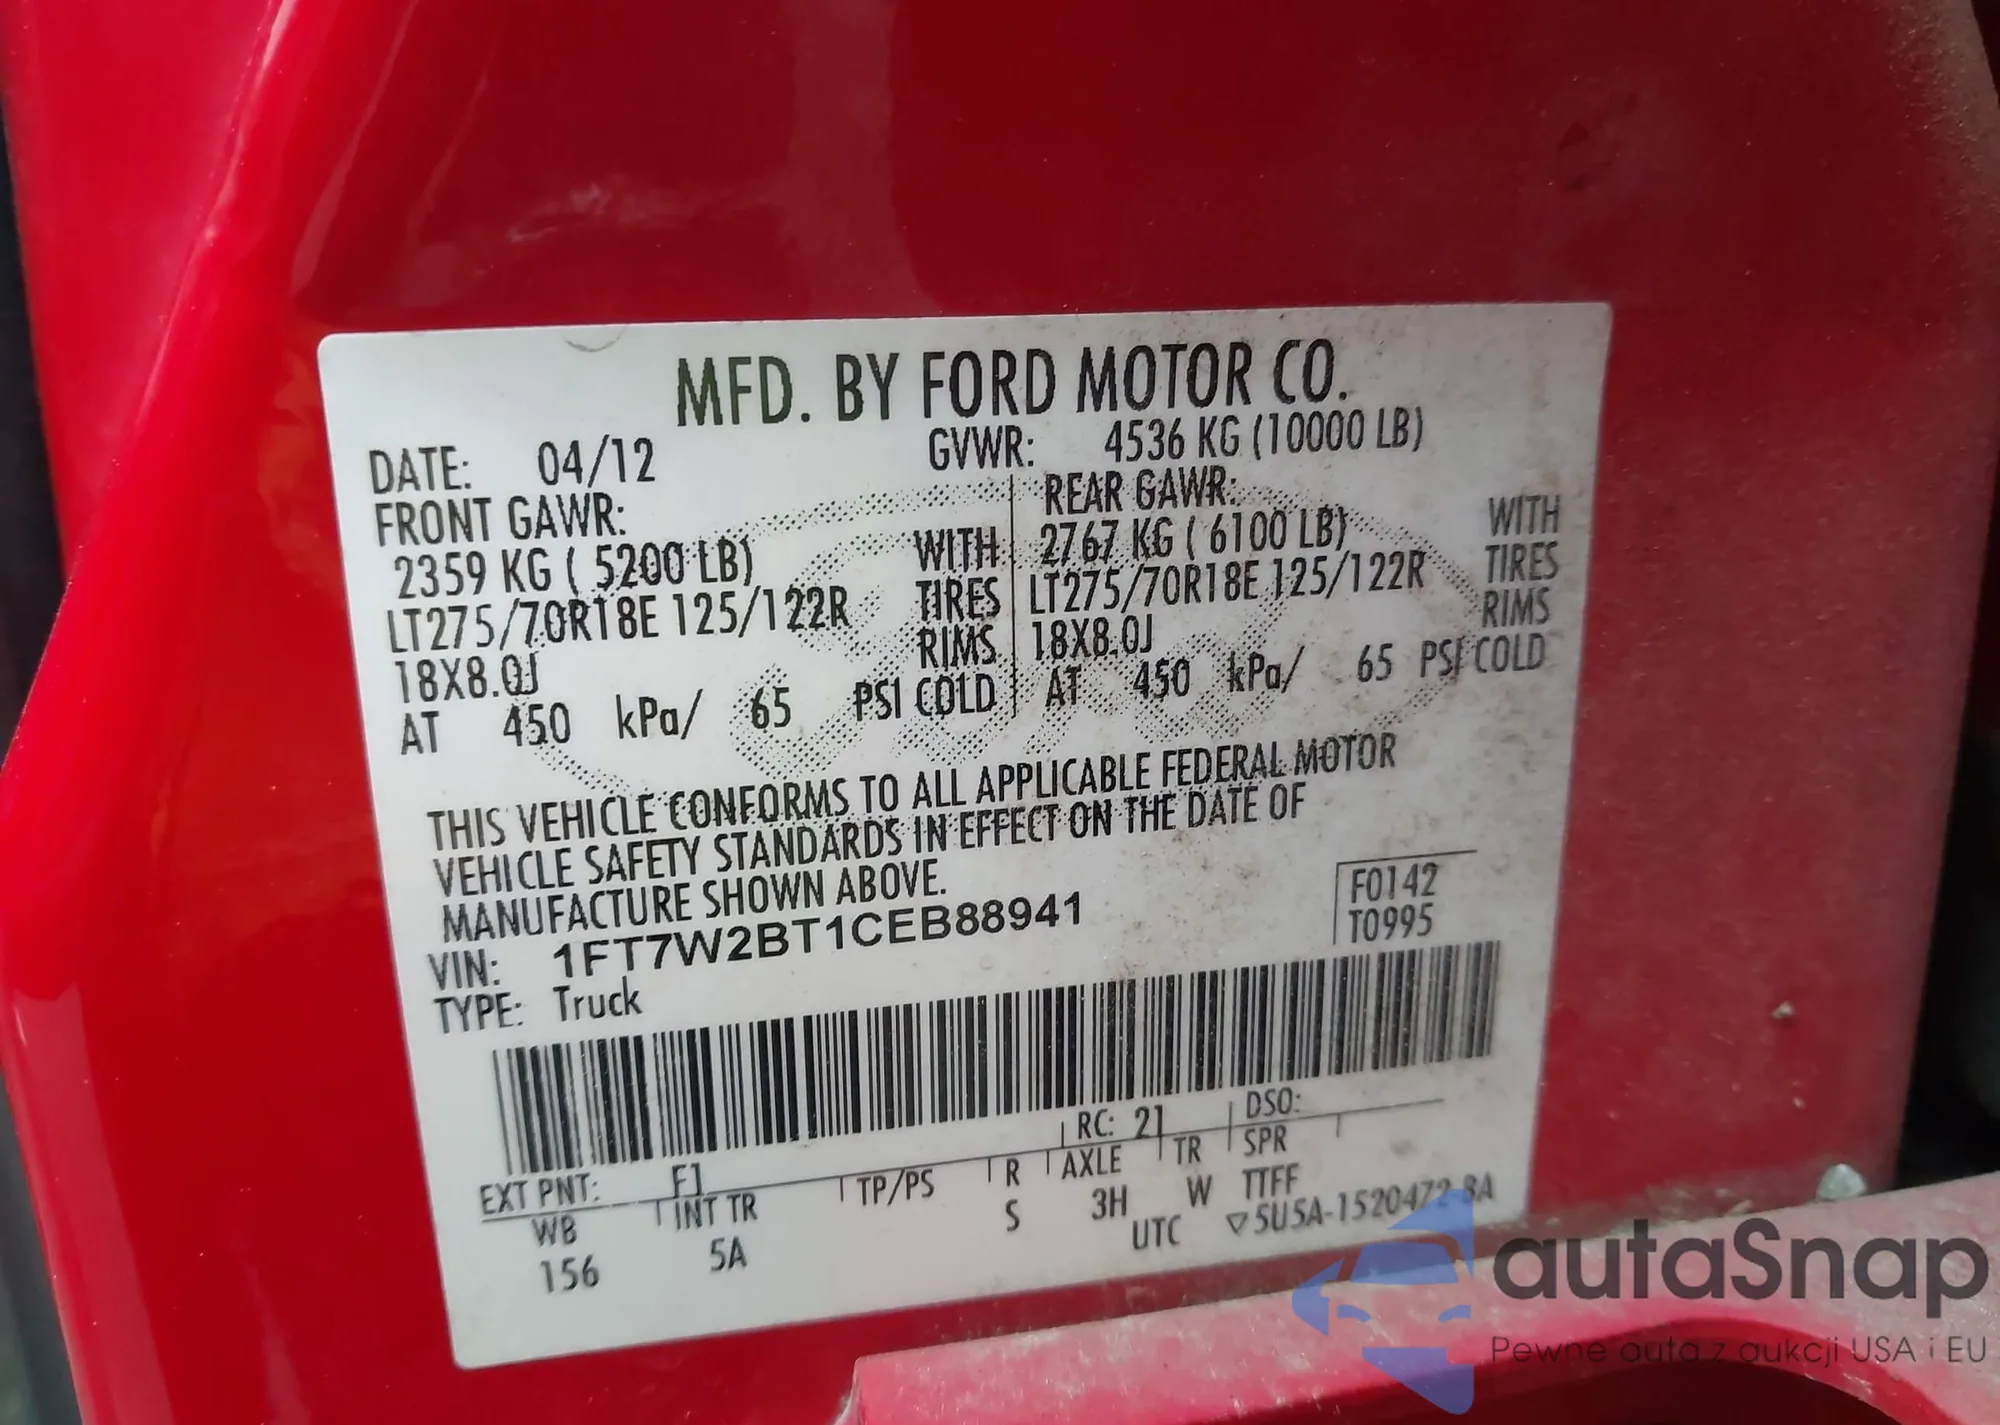 MFD. BY FORD MOTOR CO.
DATE: 04/12 GVWR: 4536 KG (10000 LB)
FRONT GAWR: REAR GAWR:
2359 KG ( 5200 LB) WITH 2767 KG ( 6100 LB) WITH
LT275/70R18E 125/122R TIRES LT275/70R18E 125/122R TIRES
18X8.0J RIMS 18X8.0J RIMS
AT 450 kPa/ 65 PSI COLD AT 450 kPa/ 65 PSI COLD
THIS VEHICLE CONFORMS TO ALL APPLICABLE FEDERAL MOTOR
VEHICLE SAFETY STANDARDS IN EFFECT ON THE DATE OF
MANUFACTURE SHOWN ABOVE.
VIN: 1FT7W2BT1CEB88941
F0142
T0995
TYPE: Truck
EXT PNT: F1 RC: 21 DSO:
WB INT TR TP/PS R AXLE TR SPR
156 5A S 3H W TTFF
UTC ▽5U5A-1520472-BA
autaSnap
Pewne auta z aukcji USA i EU